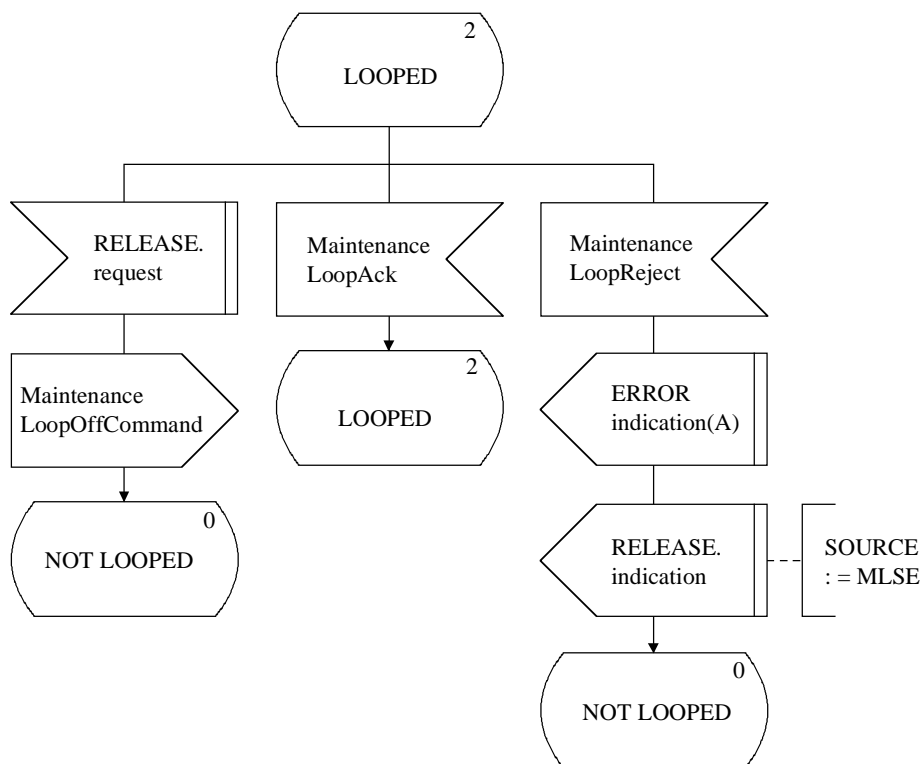 2
LOOPED
RELEASE.
request
Maintenance
LoopAck
Maintenance
LoopReject
Maintenance
LoopOffCommand
2
LOOPED
ERROR
indication(A)
0
NOT LOOPED
RELEASE.
indication
SOURCE
: = MLSE
0
NOT LOOPED